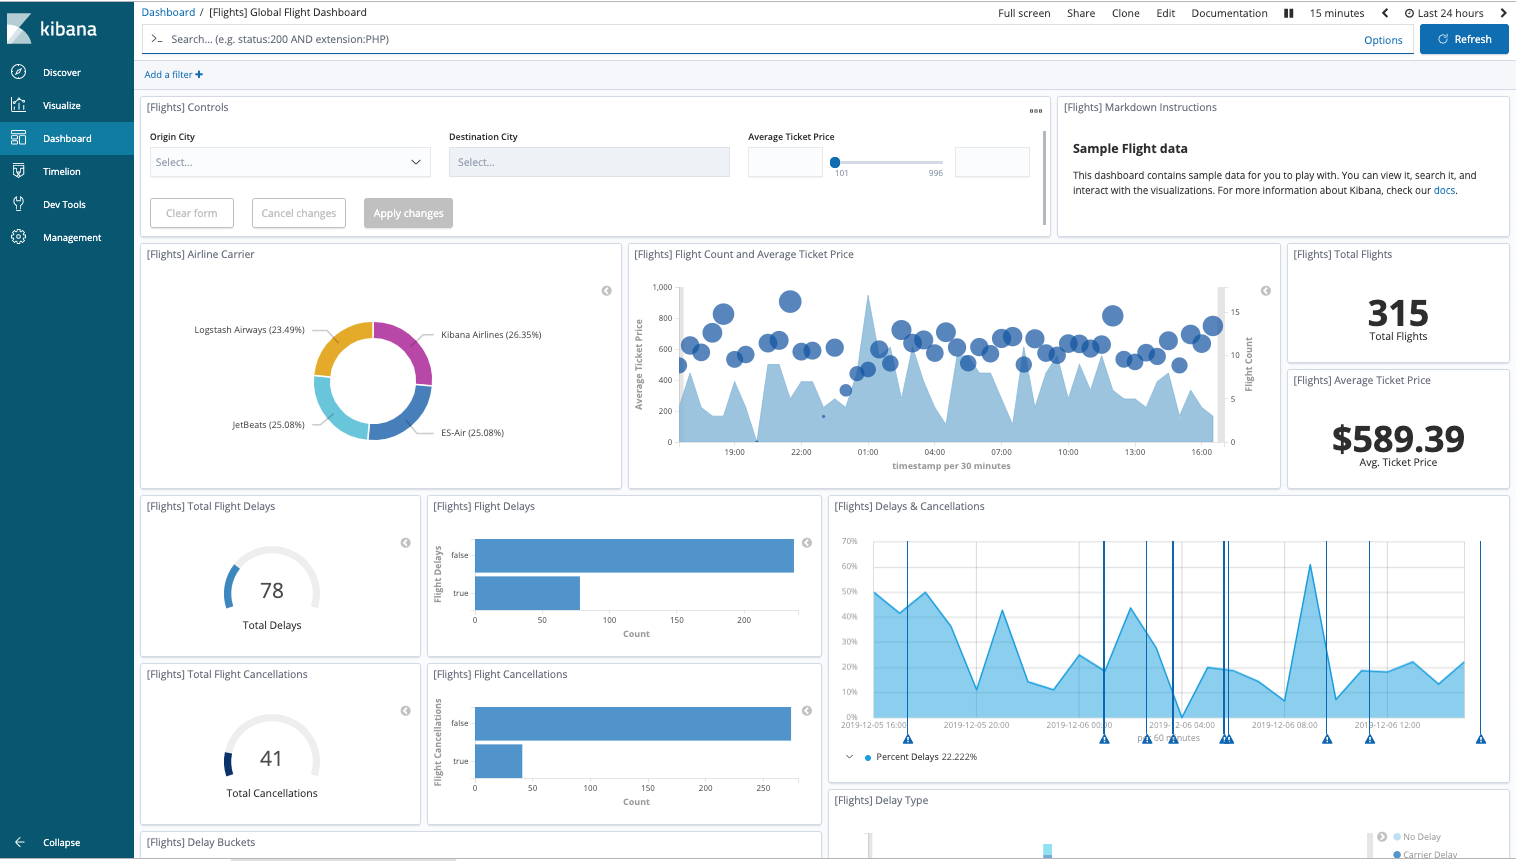 kibana
Discover
Visualize
Dashboard
Timelion
Dev Tools
Management
Collapse
Dashboard / [Flights] Global Flight Dashboard
Full screen Share Clone Edit Documentation 15 minutes Last 24 hours
>_ Search... (e.g. status:200 AND extension:PHP)
Options
Refresh
Add a filter +
[Flights] Controls
Origin City
Select...
Destination City
Select...
Average Ticket Price
101 996
Clear form
Cancel changes
Apply changes
[Flights] Markdown Instructions
Sample Flight data
This dashboard contains sample data for you to play with. You can view it, search it, and
interact with the visualizations. For more information about Kibana, check our docs.
[Flights] Airline Carrier
Logstash Airways (23.49%)
Kibana Airlines (26.35%)
JetBeats (25.08%)
ES-Air (25.08%)
[Flights] Flight Count and Average Ticket Price
Average Ticket Price
1,000
800
600
400
200
0
15
10
5
0
Flight Count
19:00 22:00 01:00 04:00 07:00 10:00 13:00 16:00
timestamp per 30 minutes
[Flights] Total Flights
315
Total Flights
[Flights] Average Ticket Price
$589.39
Avg. Ticket Price
[Flights] Total Flight Delays
78
Total Delays
[Flights] Flight Delays
Flight Delays
false
true
0 50 100 150 200
Count
[Flights] Delays & Cancellations
70%
60%
50%
40%
30%
20%
10%
0%
2019-12-05 16:00 2019-12-05 20:00 2019-12-06 00:00 2019-12-06 04:00 2019-12-06 08:00 2019-12-06 12:00
per 60 minutes
Percent Delays 22.222%
[Flights] Total Flight Cancellations
41
Total Cancellations
[Flights] Flight Cancellations
Flight Cancellations
false
true
0 50 100 150 200 250
Count
[Flights] Delay Type
No Delay
Carrier Delay
[Flights] Delay Buckets